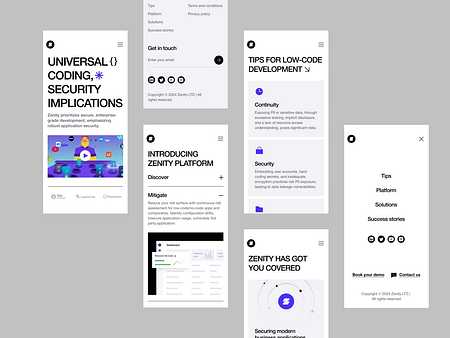 UNIVERSAL {}
CODING,
SECURITY
IMPLICATIONS
Zenity prioritizes secure, enterprise-
grade development, emphasizing
robust application security.
Tips
Platform
Solutions
Success stories
Terms and conditions
Privacy policy
Get in touch
Enter your email
Copyright © 2024 Zenity LTD | All
rights reserved
INTRODUCING
ZENITY PLATFORM
Discover
Mitigate
Reduce your risk surface with continuous risk
assessment for low-code/no-code apps and
components. Identify configuration drifts,
insecure application usage, vulnerable 3rd
party application.
Dashboard
TIPS FOR LOW-CODE
DEVELOPMENT ↘
Continuity
Exposing PII or sensitive data, through
excessive sharing, implicit disclosure,
and a lack of resource access
understanding, poses significant risks.
Security
Embedding user accounts, hard
coding secrets, and inadequate
encryption practices risk PII exposure,
leading to data leakage vulnerabilities.
ZENITY HAS GOT
YOU COVERED
Securing modern
business applications
Tips
Platform
Solutions
Success stories
Book your demo
Contact us
Copyright © 2024 Zenity LTD |
All rights reserved